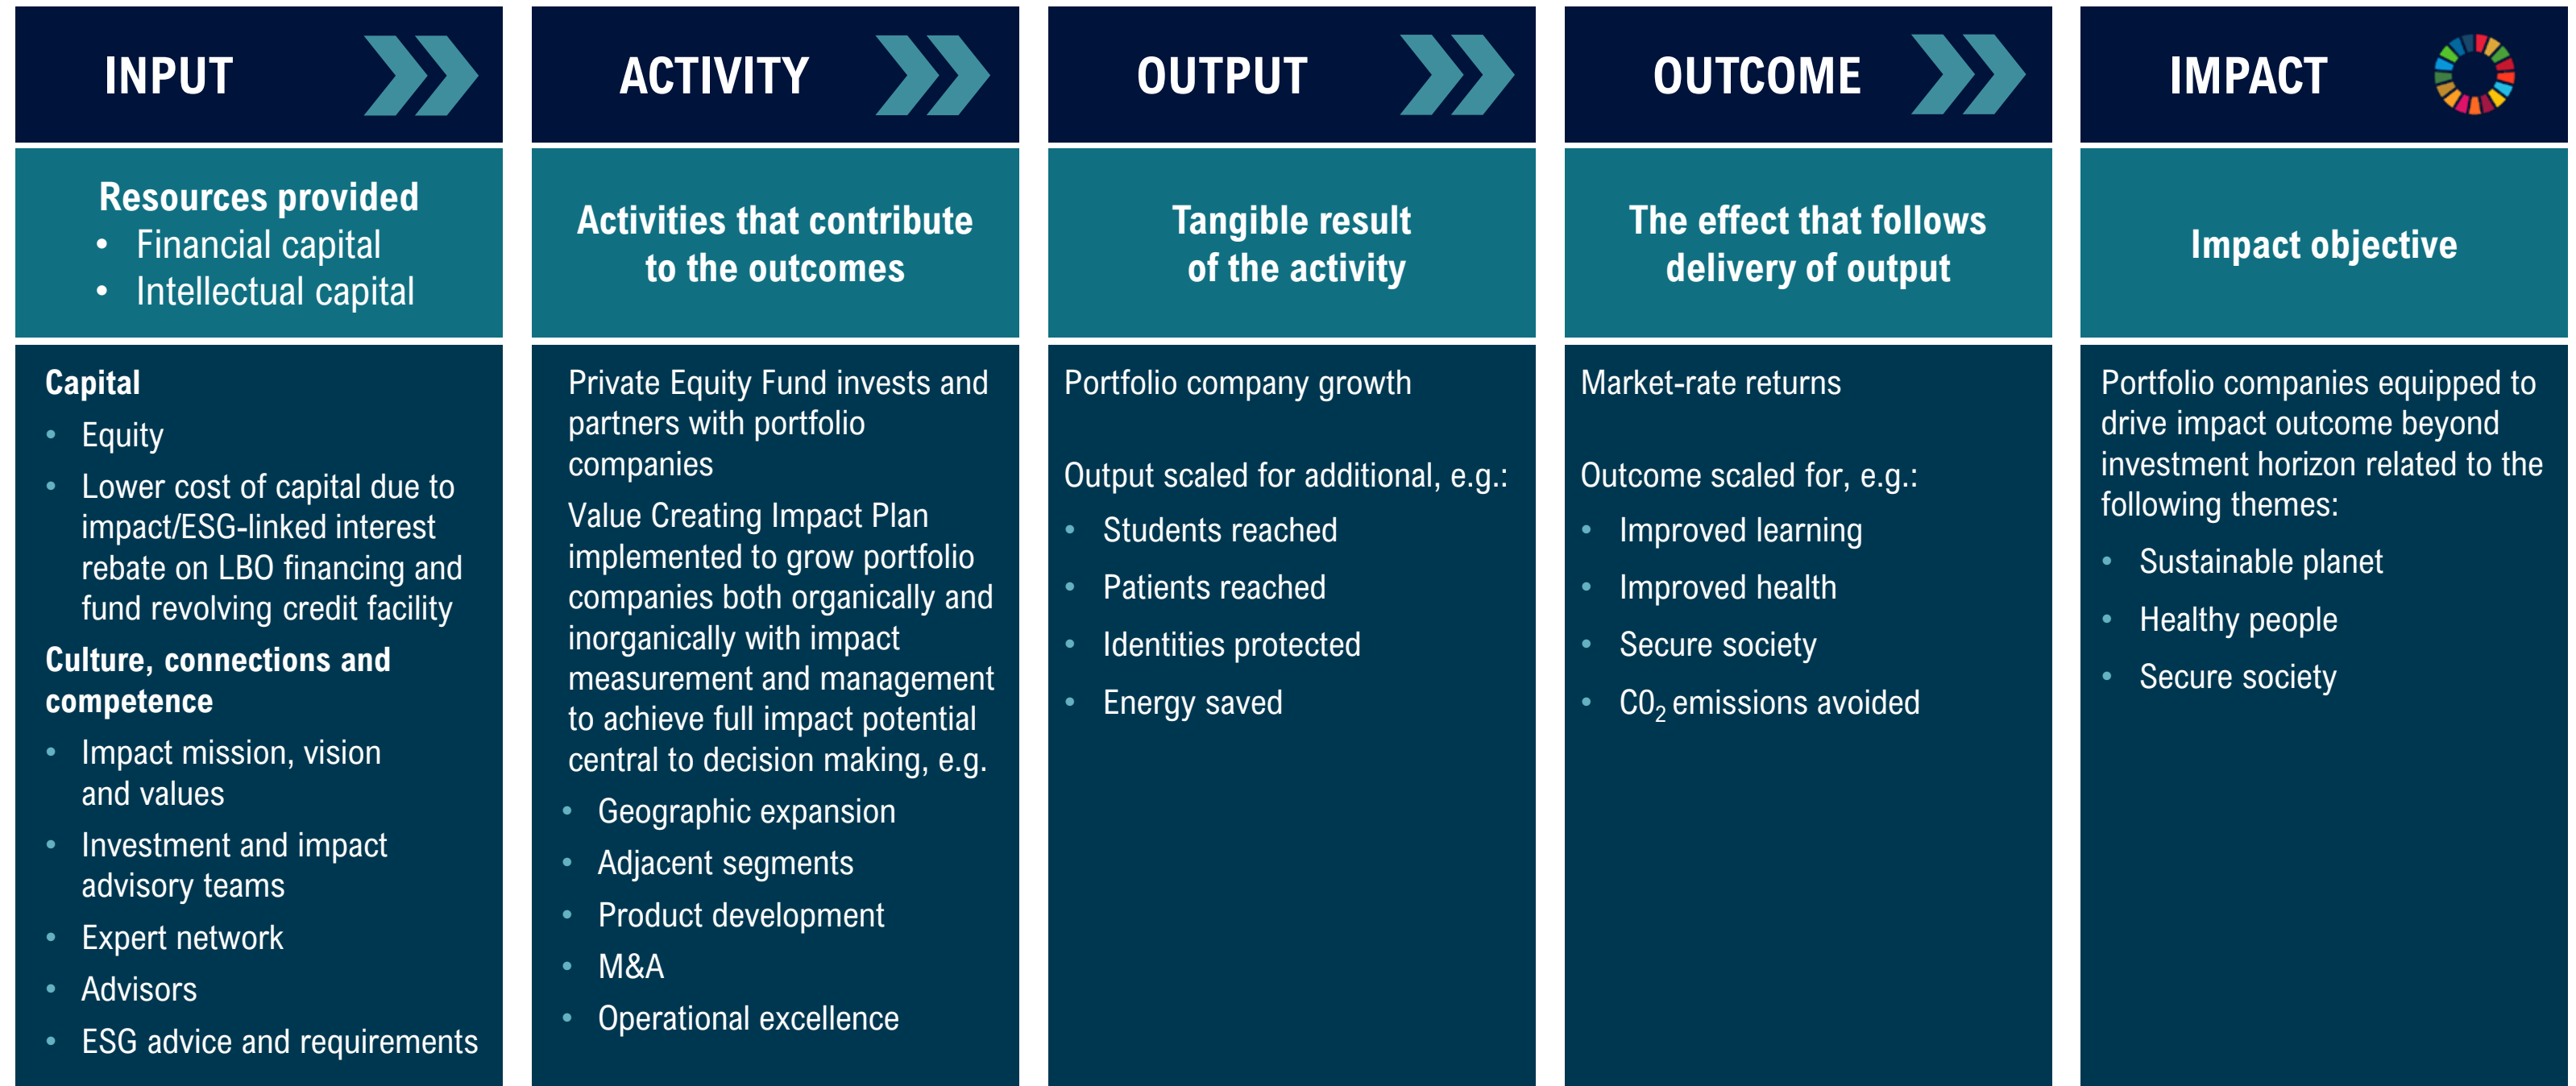 INPUT
Resources provided
• Financial capital
• Intellectual capital
Capital
• Equity
• Lower cost of capital due to
impact/ESG-linked interest
rebate on LBO financing and
fund revolving credit facility
Culture, connections and
competence
• Impact mission, vision
and values
• Investment and impact
advisory teams
• Expert network
• Advisors
• ESG advice and requirements
ACTIVITY
Activities that contribute
to the outcomes
Private Equity Fund invests and
partners with portfolio
companies
Value Creating Impact Plan
implemented to grow portfolio
companies both organically and
inorganically with impact
measurement and management
to achieve full impact potential
central to decision making, e.g.
• Geographic expansion
• Adjacent segments
• Product development
• M&A
• Operational excellence
OUTPUT
Tangible result
of the activity
Portfolio company growth
Output scaled for additional, e.g.:
• Students reached
• Patients reached
• Identities protected
• Energy saved
OUTCOME
The effect that follows
delivery of output
Market-rate returns
Outcome scaled for, e.g.:
• Improved learning
• Improved health
• Secure society
• C0₂ emissions avoided
IMPACT
Impact objective
Portfolio companies equipped to
drive impact outcome beyond
investment horizon related to the
following themes:
• Sustainable planet
• Healthy people
• Secure society